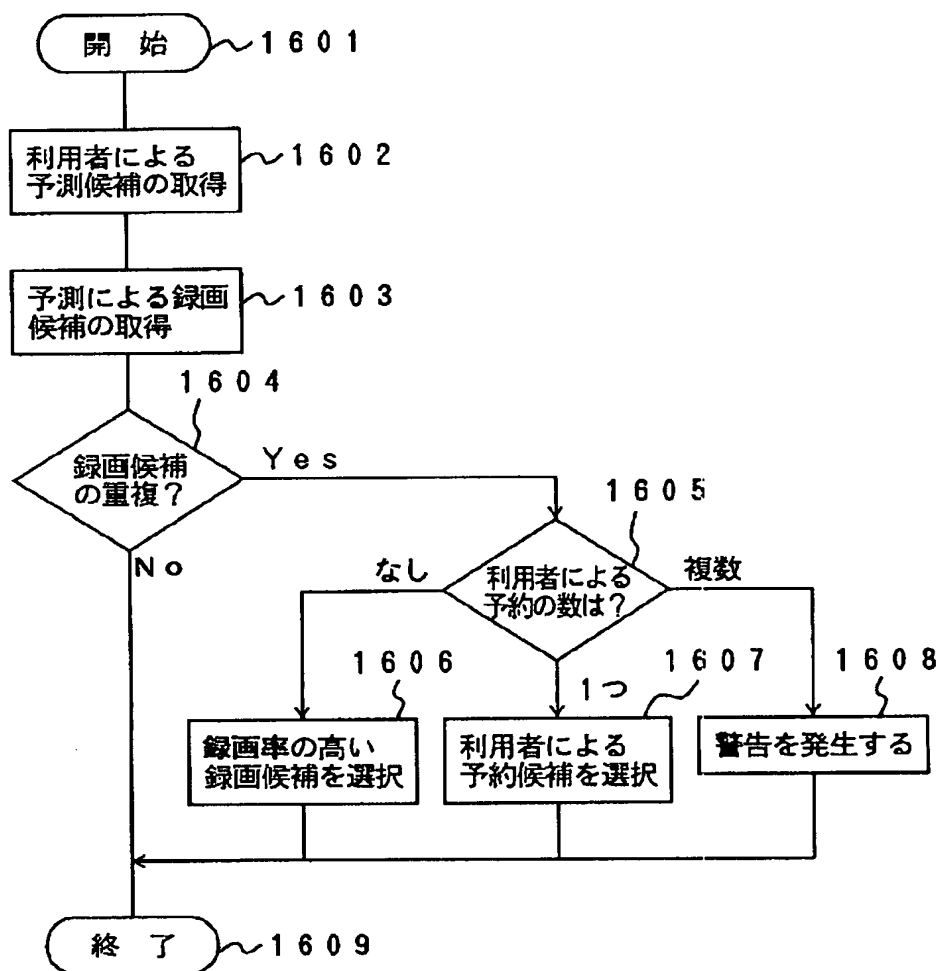 開 始
1601
利用者による
予測候補の取得
1602
予測による録画
候補の取得
1603
1604
録画候補
の重複?
Yes
No
1605
利用者による
予約の数は?
なし
複数
1つ
1606
録画率の高い
録画候補を選択
1607
利用者による
予約候補を選択
1608
警告を発生する
終 了
1609